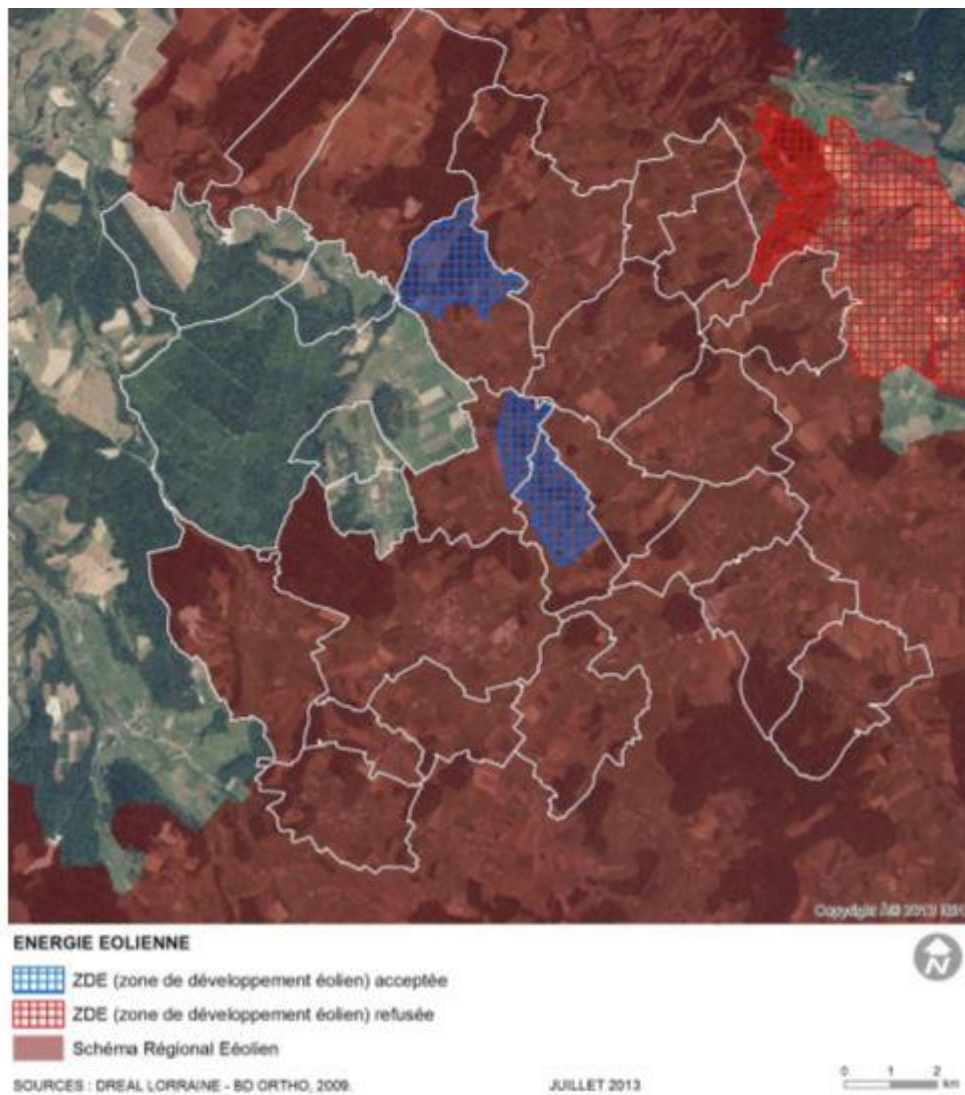 Copyright
ENERGIE EOLIENNE
ZDE (zone de développement éolien) acceptée
ZDE (zone de développement éolien) refusée
Schéma Régional Eéolien
N
SOURCES : DREAL LORRAINE - BD ORTHO, 2009.
JUILLET 2013
0 1 2
km